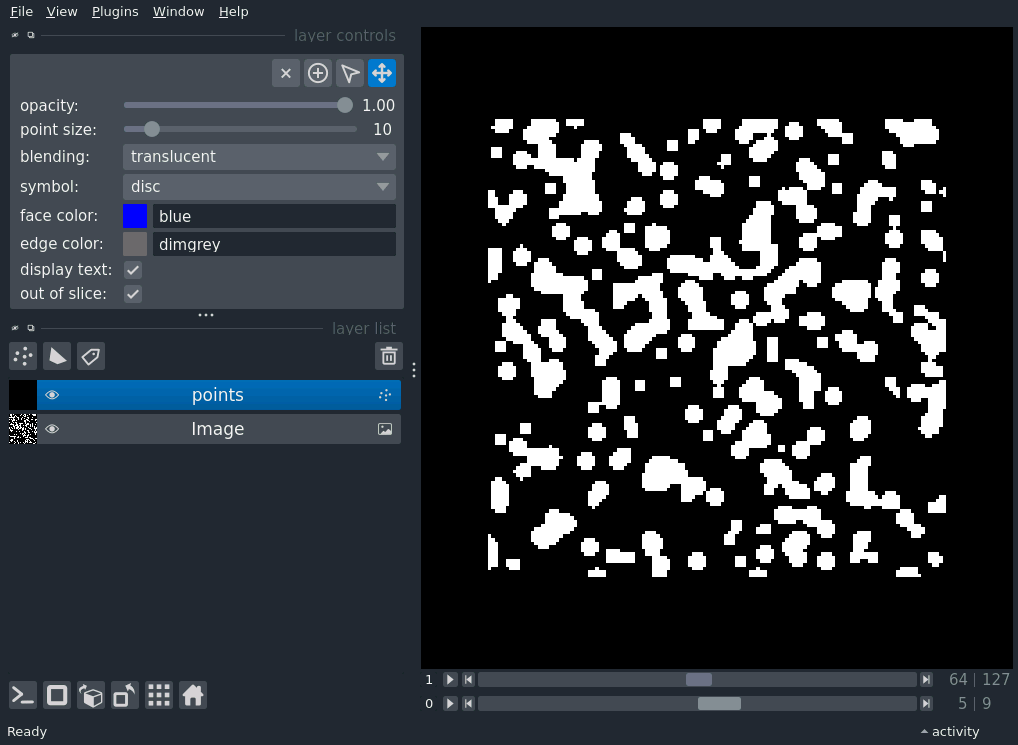 File View Plugins Window Help
layer controls
opacity: 1.00
point size: 10
blending: translucent
symbol: disc
face color: blue
edge color: dimgrey
display text:
out of slice:
layer list
points
Image
1 64 | 127
0 5 | 9
Ready activity